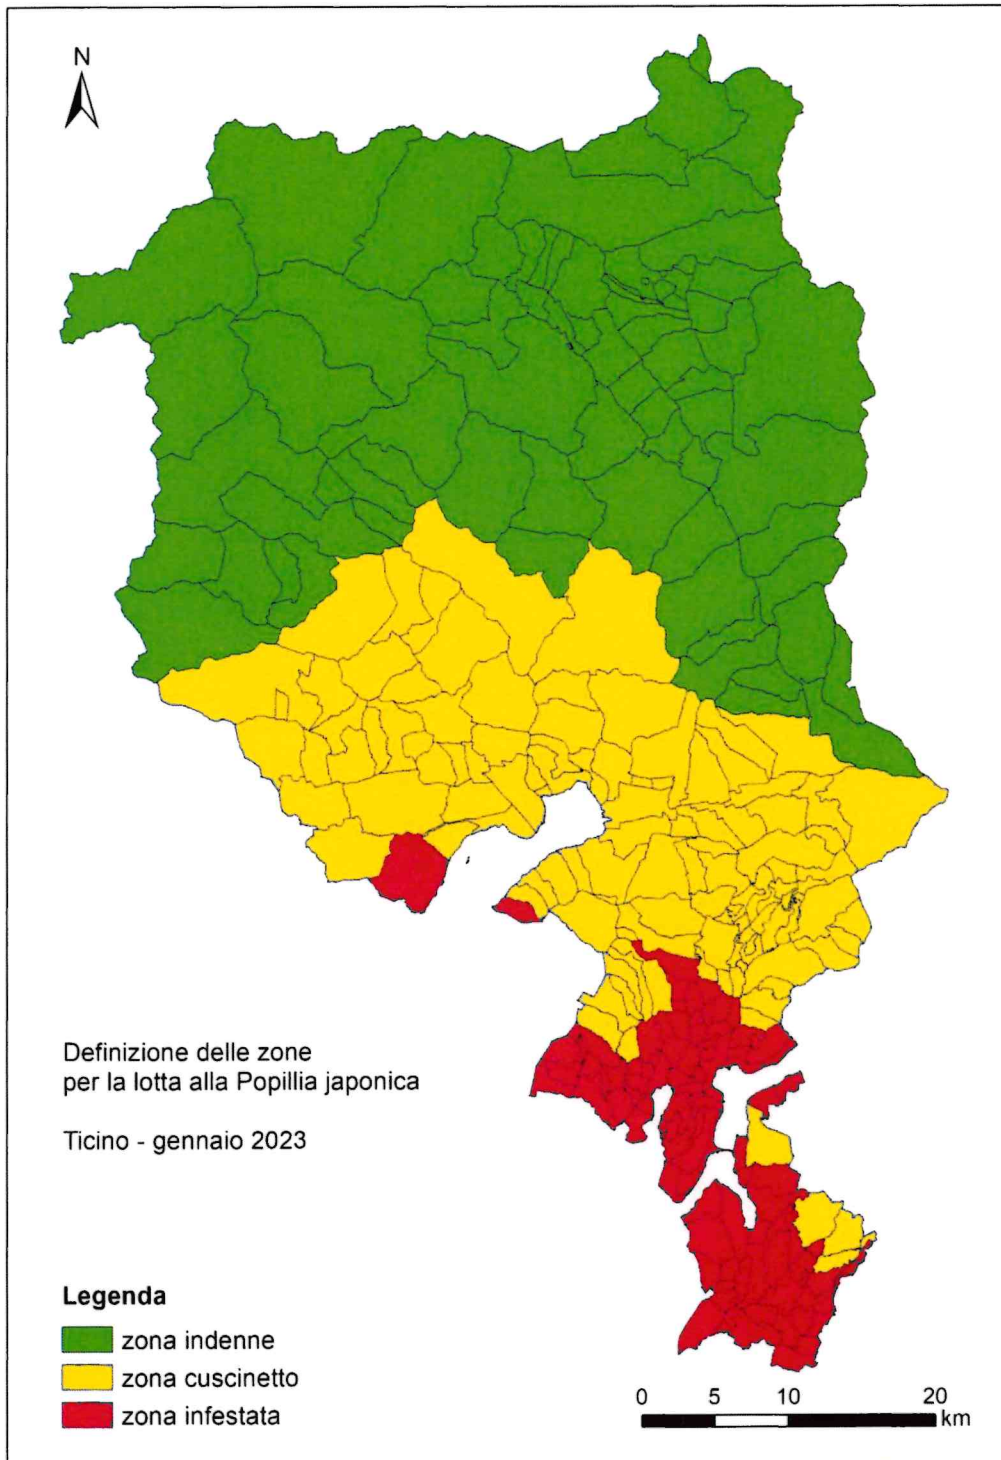 N
Definizione delle zone
per la lotta alla Popillia japonica
Ticino - gennaio 2023
Legenda
zona indenne
zona cuscinetto
zona infestata
0 5 10 20
km